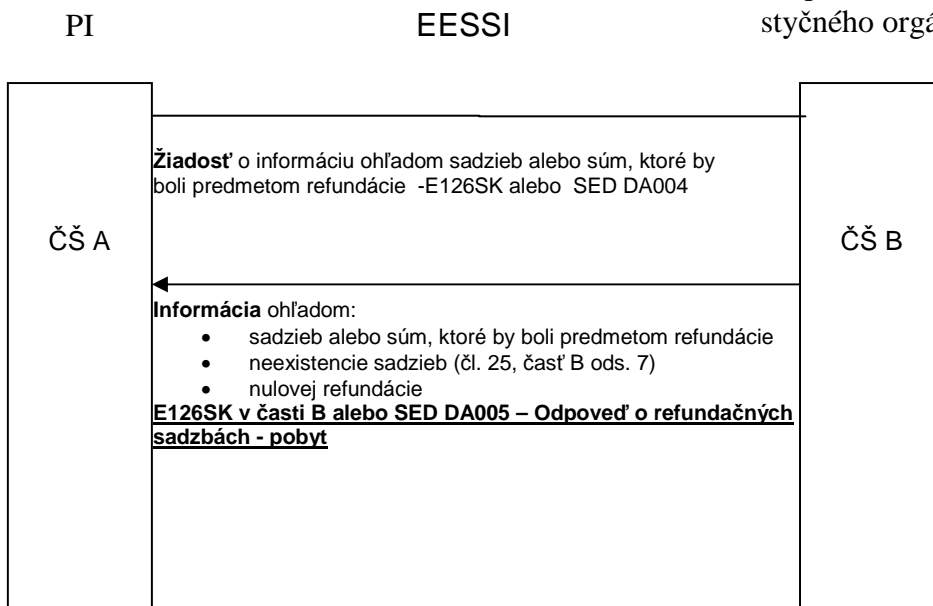 PI EESSI styčného
Žiadosť o informáciu ohľadom sadzieb alebo súm, ktoré by
boli predmetom refundácie -E126SK alebo SED DA004
ČŠ A ČŠ B
Informácia ohľadom:
• sadzieb alebo súm, ktoré by boli predmetom refundácie
• neexistencie sadzieb (čl. 25, časť B ods. 7)
• nulovej refundácie
E126SK v časti B alebo SED DA005 – Odpoveď o refundačných
sadzbách - pobyt